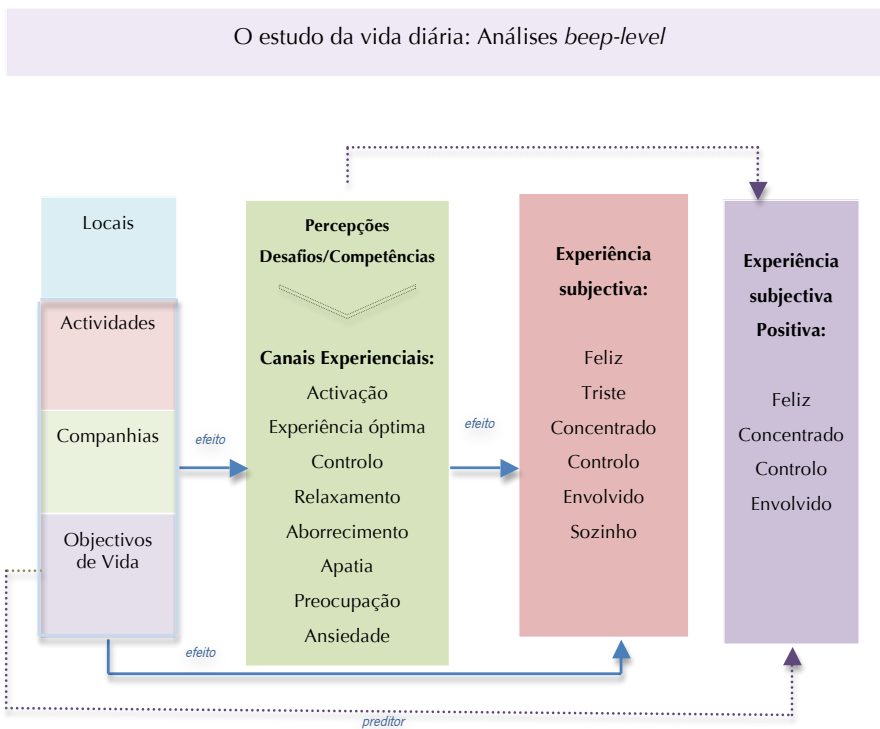 O estudo da vida diária: Análises beep-level
Locais
Actividades
Companhias
Objectivos
de Vida
efeito
Percepções
Desafios/Competências
Canais Experienciais:
Activação
Experiência óptima
Controlo
Relaxamento
Aborrecimento
Apatia
Preocupação
Ansiedade
efeito
Experiência
subjectiva:
Feliz
Triste
Concentrado
Controlo
Envolvido
Sozinho
Experiência
subjectiva
Positiva:
Feliz
Concentrado
Controlo
Envolvido
efeito
preditor